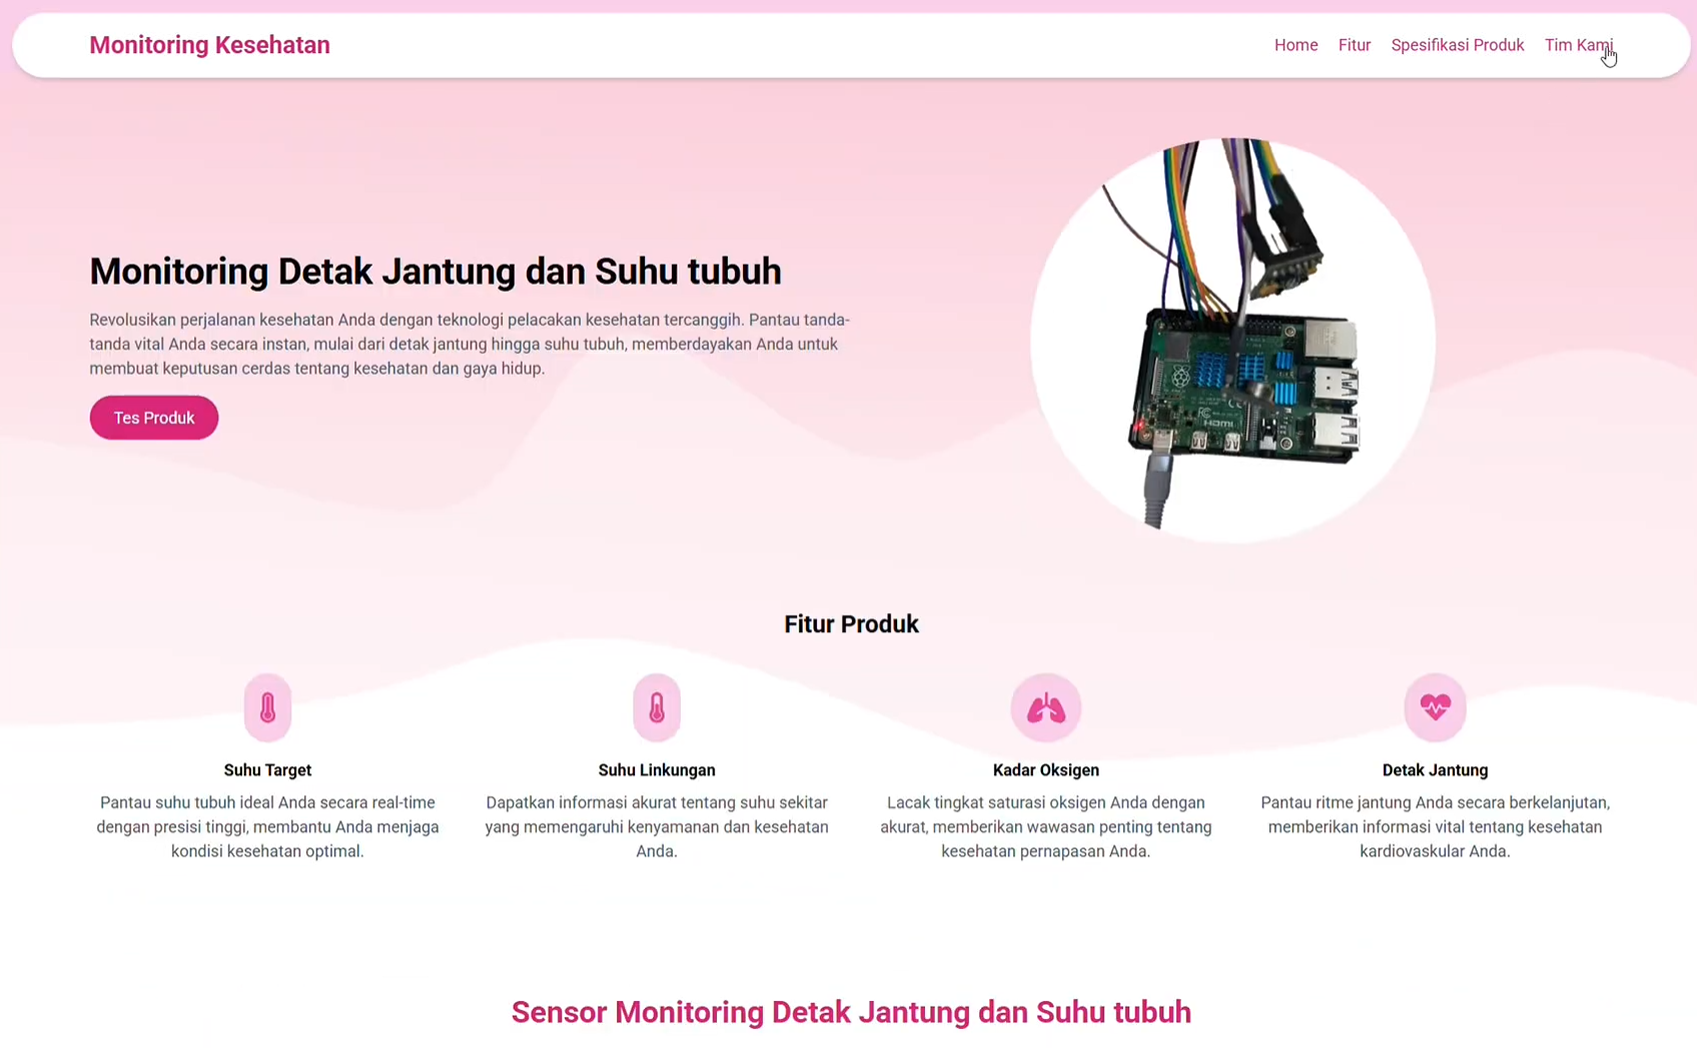 Monitoring Kesehatan
Home Fitur Spesifikasi Produk Tim Kami
Monitoring Detak Jantung dan Suhu tubuh
Revolusikan perjalanan kesehatan Anda dengan teknologi pelacakan kesehatan tercanggih. Pantau tanda-
tanda vital Anda secara instan, mulai dari detak jantung hingga suhu tubuh, memberdayakan Anda untuk
membuat keputusan cerdas tentang kesehatan dan gaya hidup.
Tes Produk
FC
CE
HDMI
Fitur Produk
Suhu Target
Pantau suhu tubuh ideal Anda secara real-time
dengan presisi tinggi, membantu Anda menjaga
kondisi kesehatan optimal.
Suhu Linkungan
Dapatkan informasi akurat tentang suhu sekitar
yang memengaruhi kenyamanan dan kesehatan
Anda.
Kadar Oksigen
Lacak tingkat saturasi oksigen Anda dengan
akurat, memberikan wawasan penting tentang
kesehatan pernapasan Anda.
Detak Jantung
Pantau ritme jantung Anda secara berkelanjutan,
memberikan informasi vital tentang kesehatan
kardiovaskular Anda.
Sensor Monitoring Detak Jantung dan Suhu tubuh